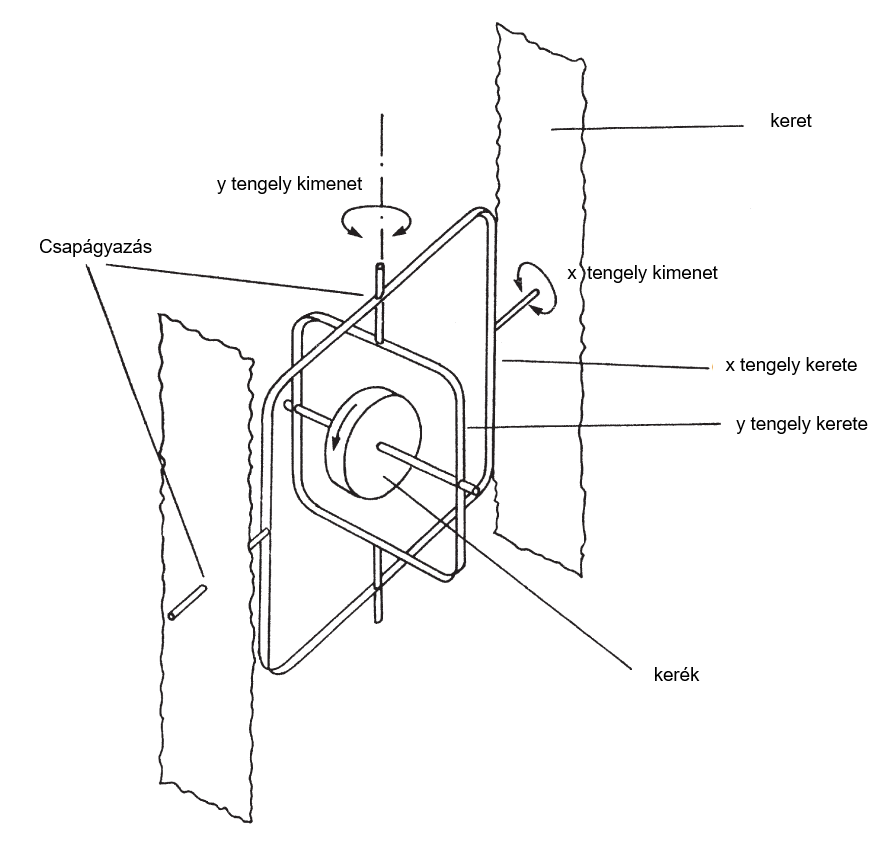 keret
y tengely kimenet
Csapágyazás
x tengely kimenet
x tengely kerete
y tengely kerete
kerék